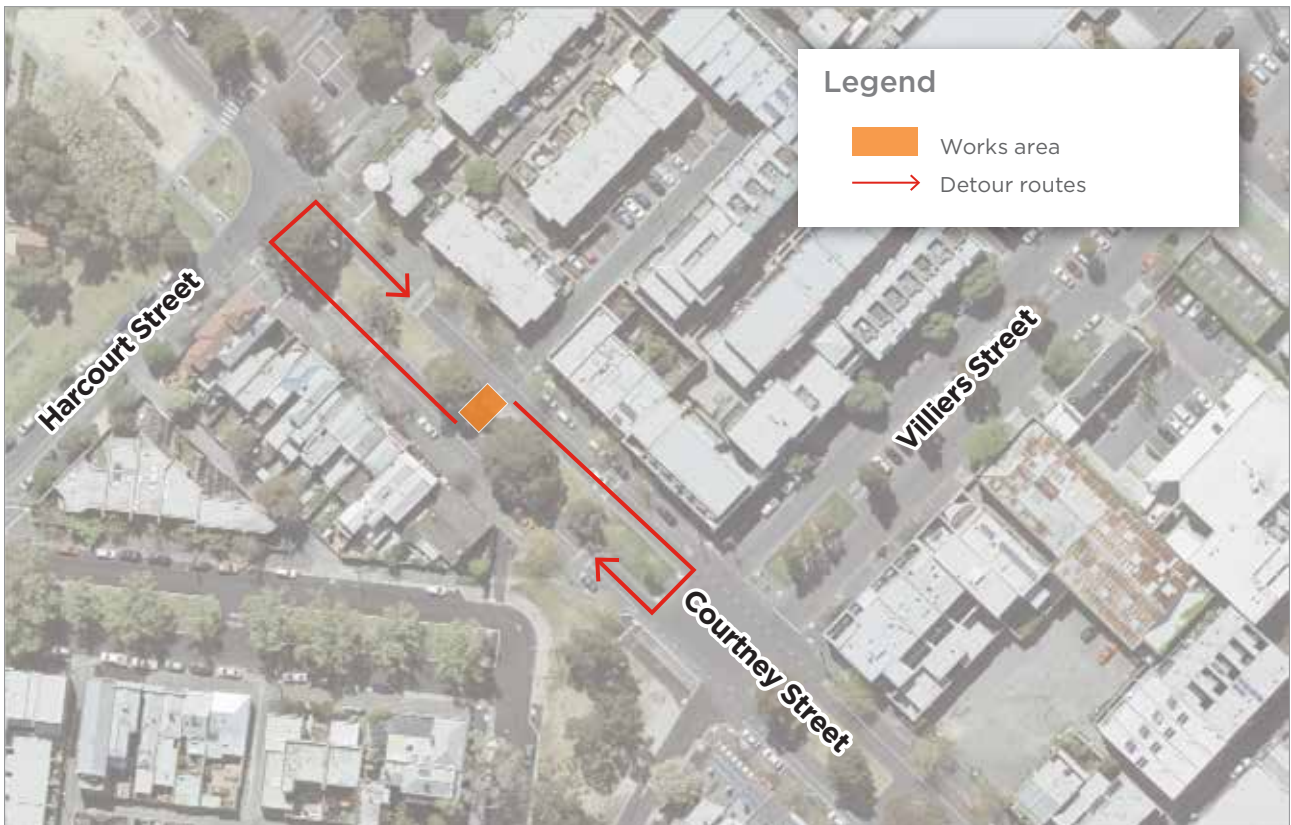 Legend
Works area
Detour routes
Harcourt Street
Villiers Street
Courtney Street